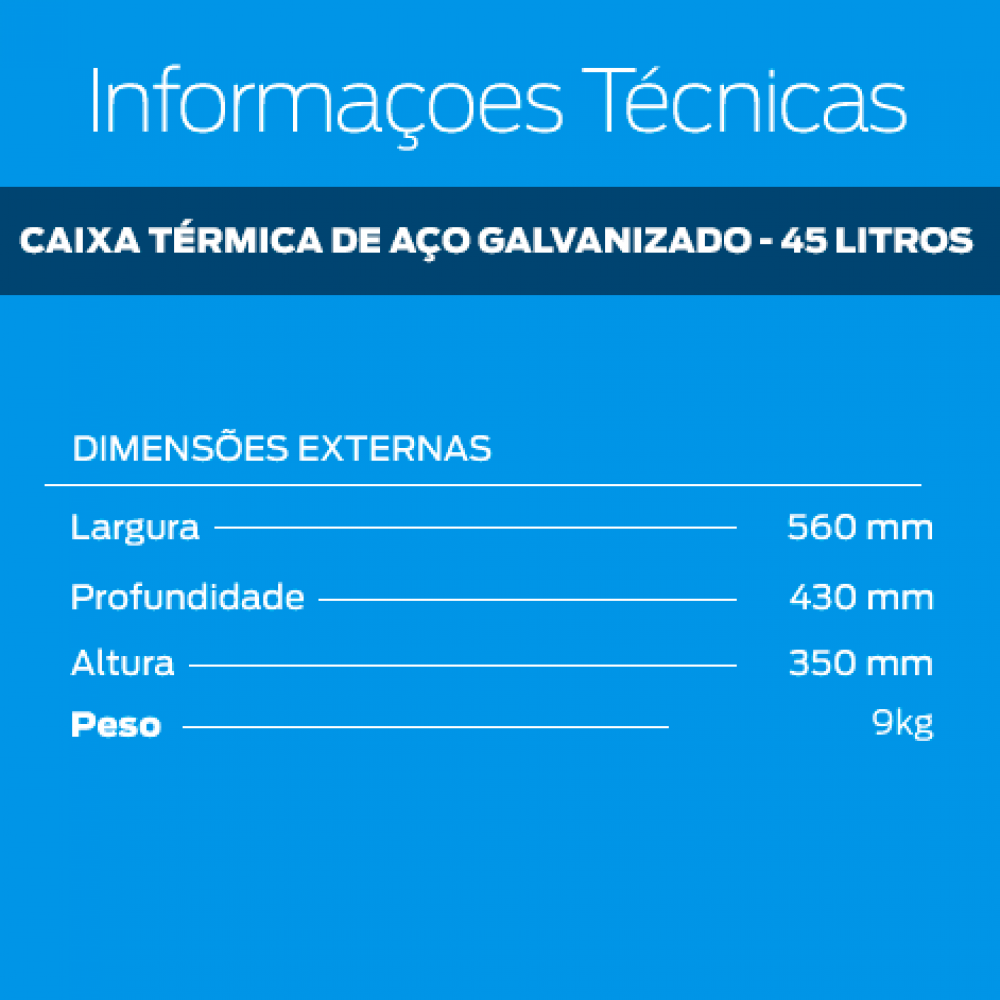 Informaçoes Técnicas
CAIXA TÉRMICA DE AÇO GALVANIZADO - 45 LITROS
DIMENSÕES EXTERNAS
Largura 560 mm
Profundidade 430 mm
Altura 350 mm
Peso 9kg